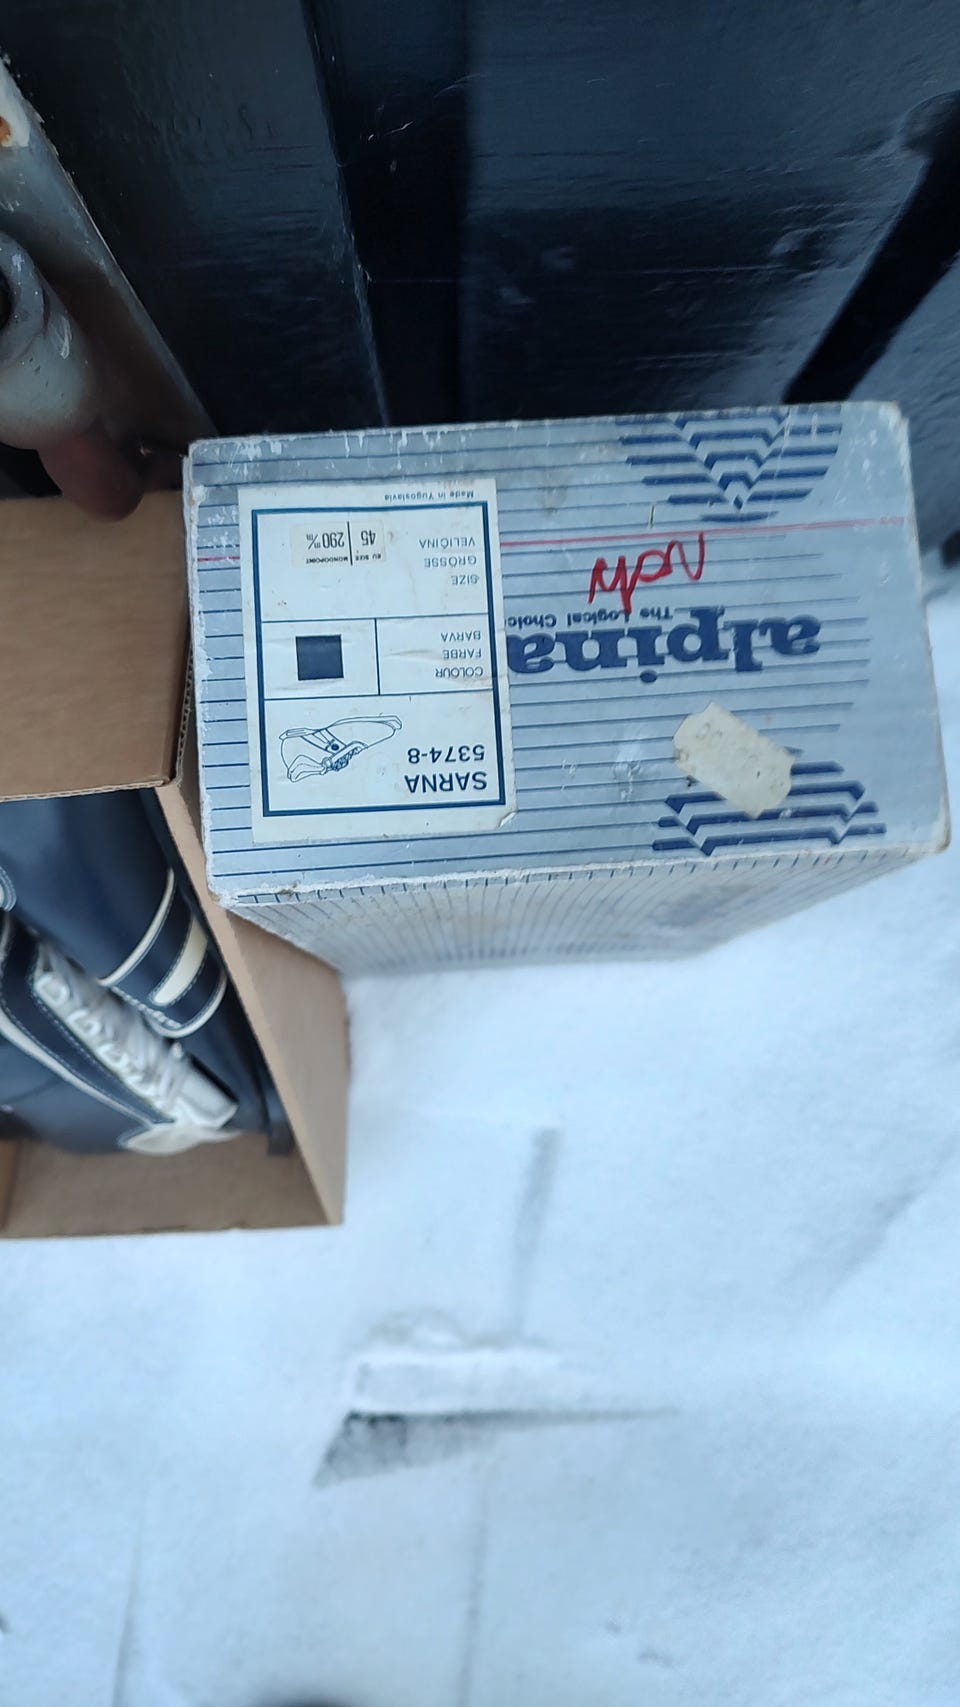 alpina
The Logical Choice
SARNA
5374-8
COLOUR
FARBE
BARVA
SIZE
GRÖSSE
VELIČINA
EU SIZE MONDOPOINT
45 290 m/m
Made in Yugoslavia